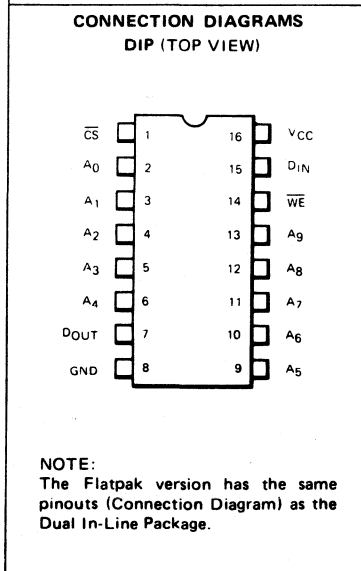 CONNECTION DIAGRAMS
DIP (TOP VIEW)
C̅S̅ 1 16 VCC
A0 2 15 DIN
A1 3 14 W̅E̅
A2 4 13 A9
A3 5 12 A8
A4 6 11 A7
DOUT 7 10 A6
GND 8 9 A5
NOTE:
The Flatpak version has the same
pinouts (Connection Diagram) as the
Dual In-Line Package.